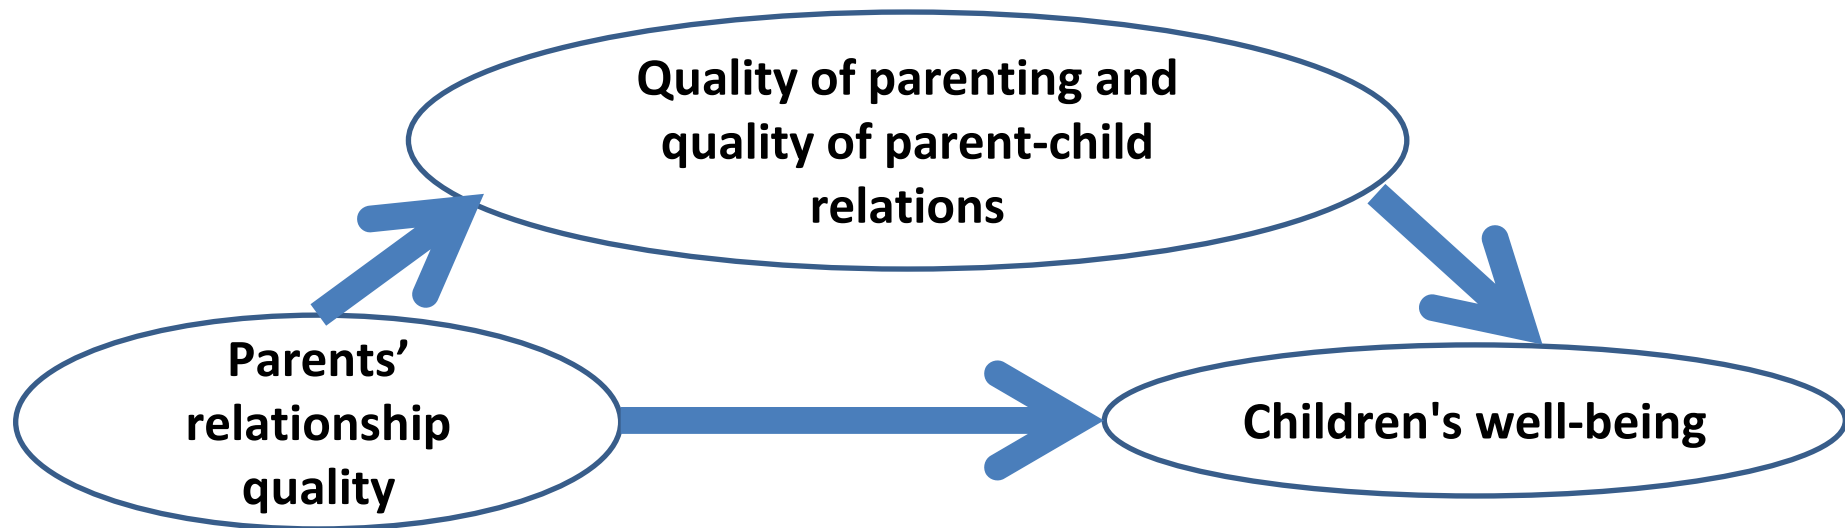 Quality of parenting and
quality of parent-child
relations
Parents’
relationship
quality
Children's well-being